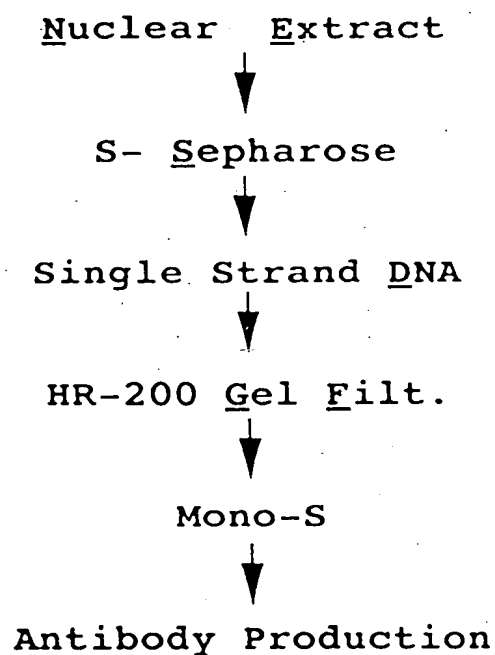 Nuclear Extract
S- Sepharose
Single Strand DNA
HR-200 Gel Filt.
Mono-S
Antibody Production